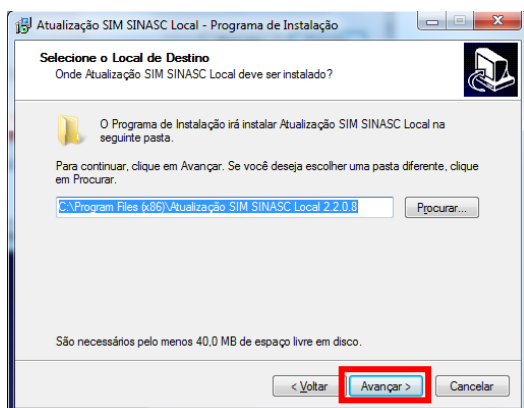 Atualização SIM SINASC Local - Programa de Instalação
Selecione o Local de Destino
Onde Atualização SIM SINASC Local deve ser instalado?
O Programa de Instalação irá instalar Atualização SIM SINASC Local na
seguinte pasta.
Para continuar, clique em Avançar. Se você deseja escolher uma pasta diferente, clique
em Procurar.
C:\Program Files (x86)\Atualização SIM SINASC Local 2.2.0.8
Procurar...
São necessários pelo menos 40,0 MB de espaço livre em disco.
< Voltar
Avançar >
Cancelar